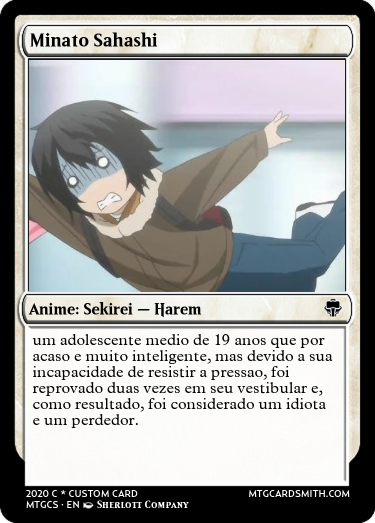 Minato Sahashi
Anime: Sekirei — Harem
um adolescente medio de 19 anos que por
acaso e muito inteligente, mas devido a sua
incapacidade de resistir a pressao, foi
reprovado duas vezes em seu vestibular e,
como resultado, foi considerado um idiota
e um perdedor.
2020 C * CUSTOM CARD
MTGCARDSMITH.COM
MTGCS · EN Sherlott Company